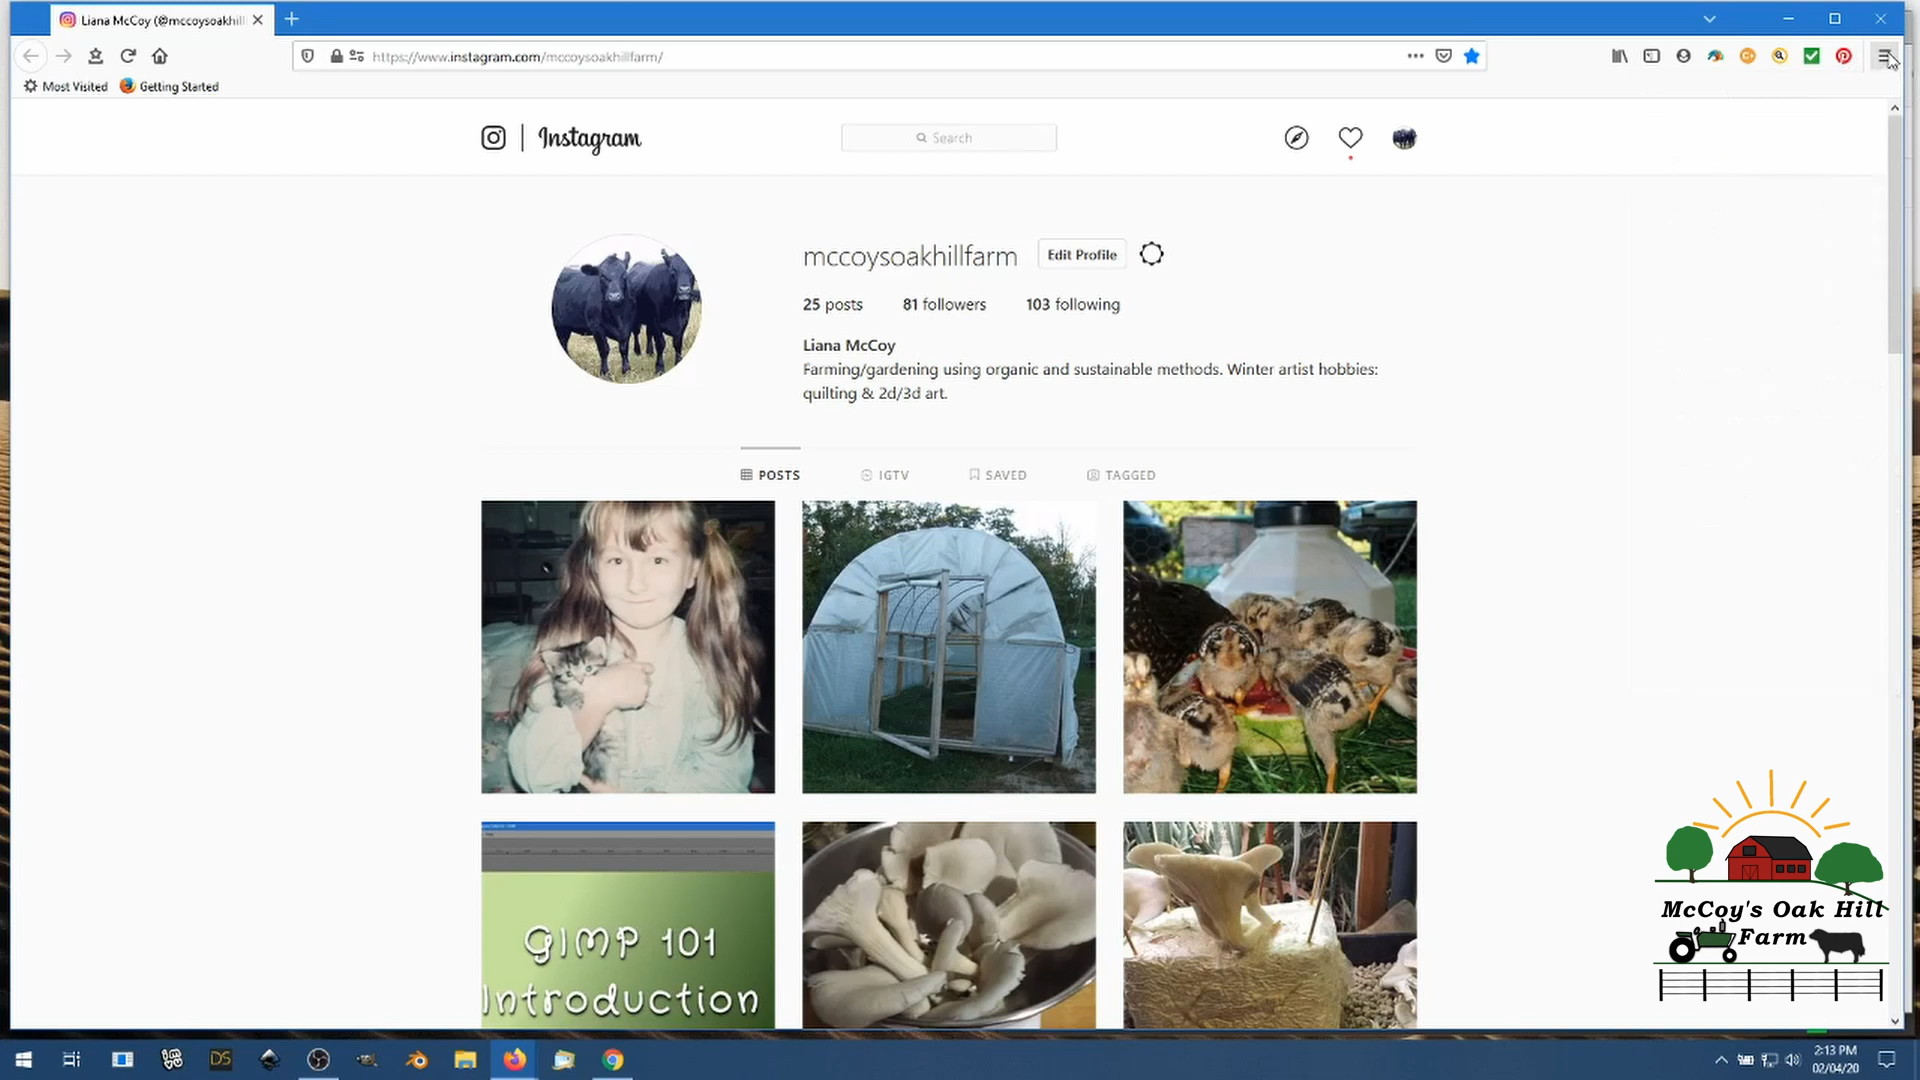 Liana McCoy (@mccoysoakhill
https://www.instagram.com/mccoysoakhillfarm/
Most Visited
Getting Started
Instagram
Search
mccoysoakhillfarm
Edit Profile
25 posts
81 followers
103 following
Liana McCoy
Farming/gardening using organic and sustainable methods. Winter artist hobbies:
quilting & 2d/3d art.
POSTS
IGTV
SAVED
TAGGED
GIMP 101
Introduction
McCoy's Oak Hill
Farm
DS
2:13 PM
02/04/20